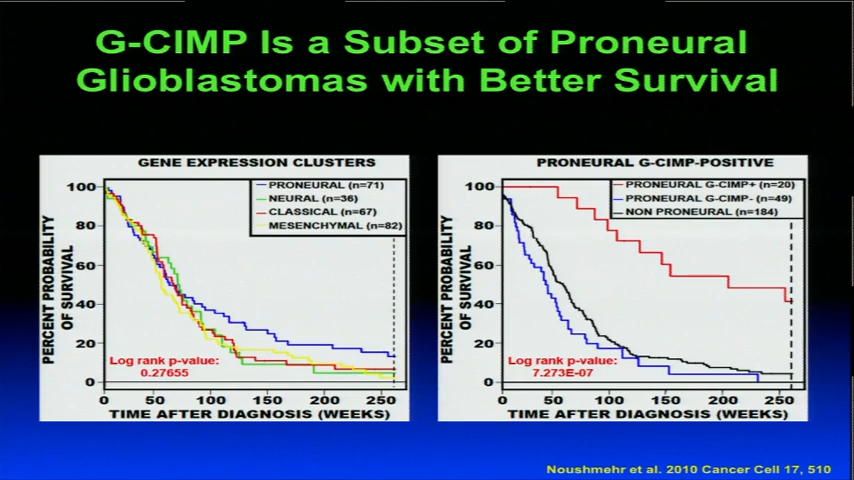 G-CIMP Is a Subset of Proneural
Glioblastomas with Better Survival
GENE EXPRESSION CLUSTERS
PERCENT PROBABILITY
OF SURVIVAL
100
80
60
40
20
0
PRONEURAL (n=71)
NEURAL (n=36)
CLASSICAL (n=67)
MESENCHYMAL (n=82)
Log rank p-value:
0.27655
0 50 100 150 200 250
TIME AFTER DIAGNOSIS (WEEKS)
PRONEURAL G-CIMP-POSITIVE
PERCENT PROBABILITY
OF SURVIVAL
100
80
60
40
20
0
PRONEURAL G-CIMP+ (n=20)
PRONEURAL G-CIMP- (n=49)
NON PRONEURAL (n=184)
Log rank p-value:
7.273E-07
0 50 100 150 200 250
TIME AFTER DIAGNOSIS (WEEKS)
Noushmehr et al. 2010 Cancer Cell 17, 510